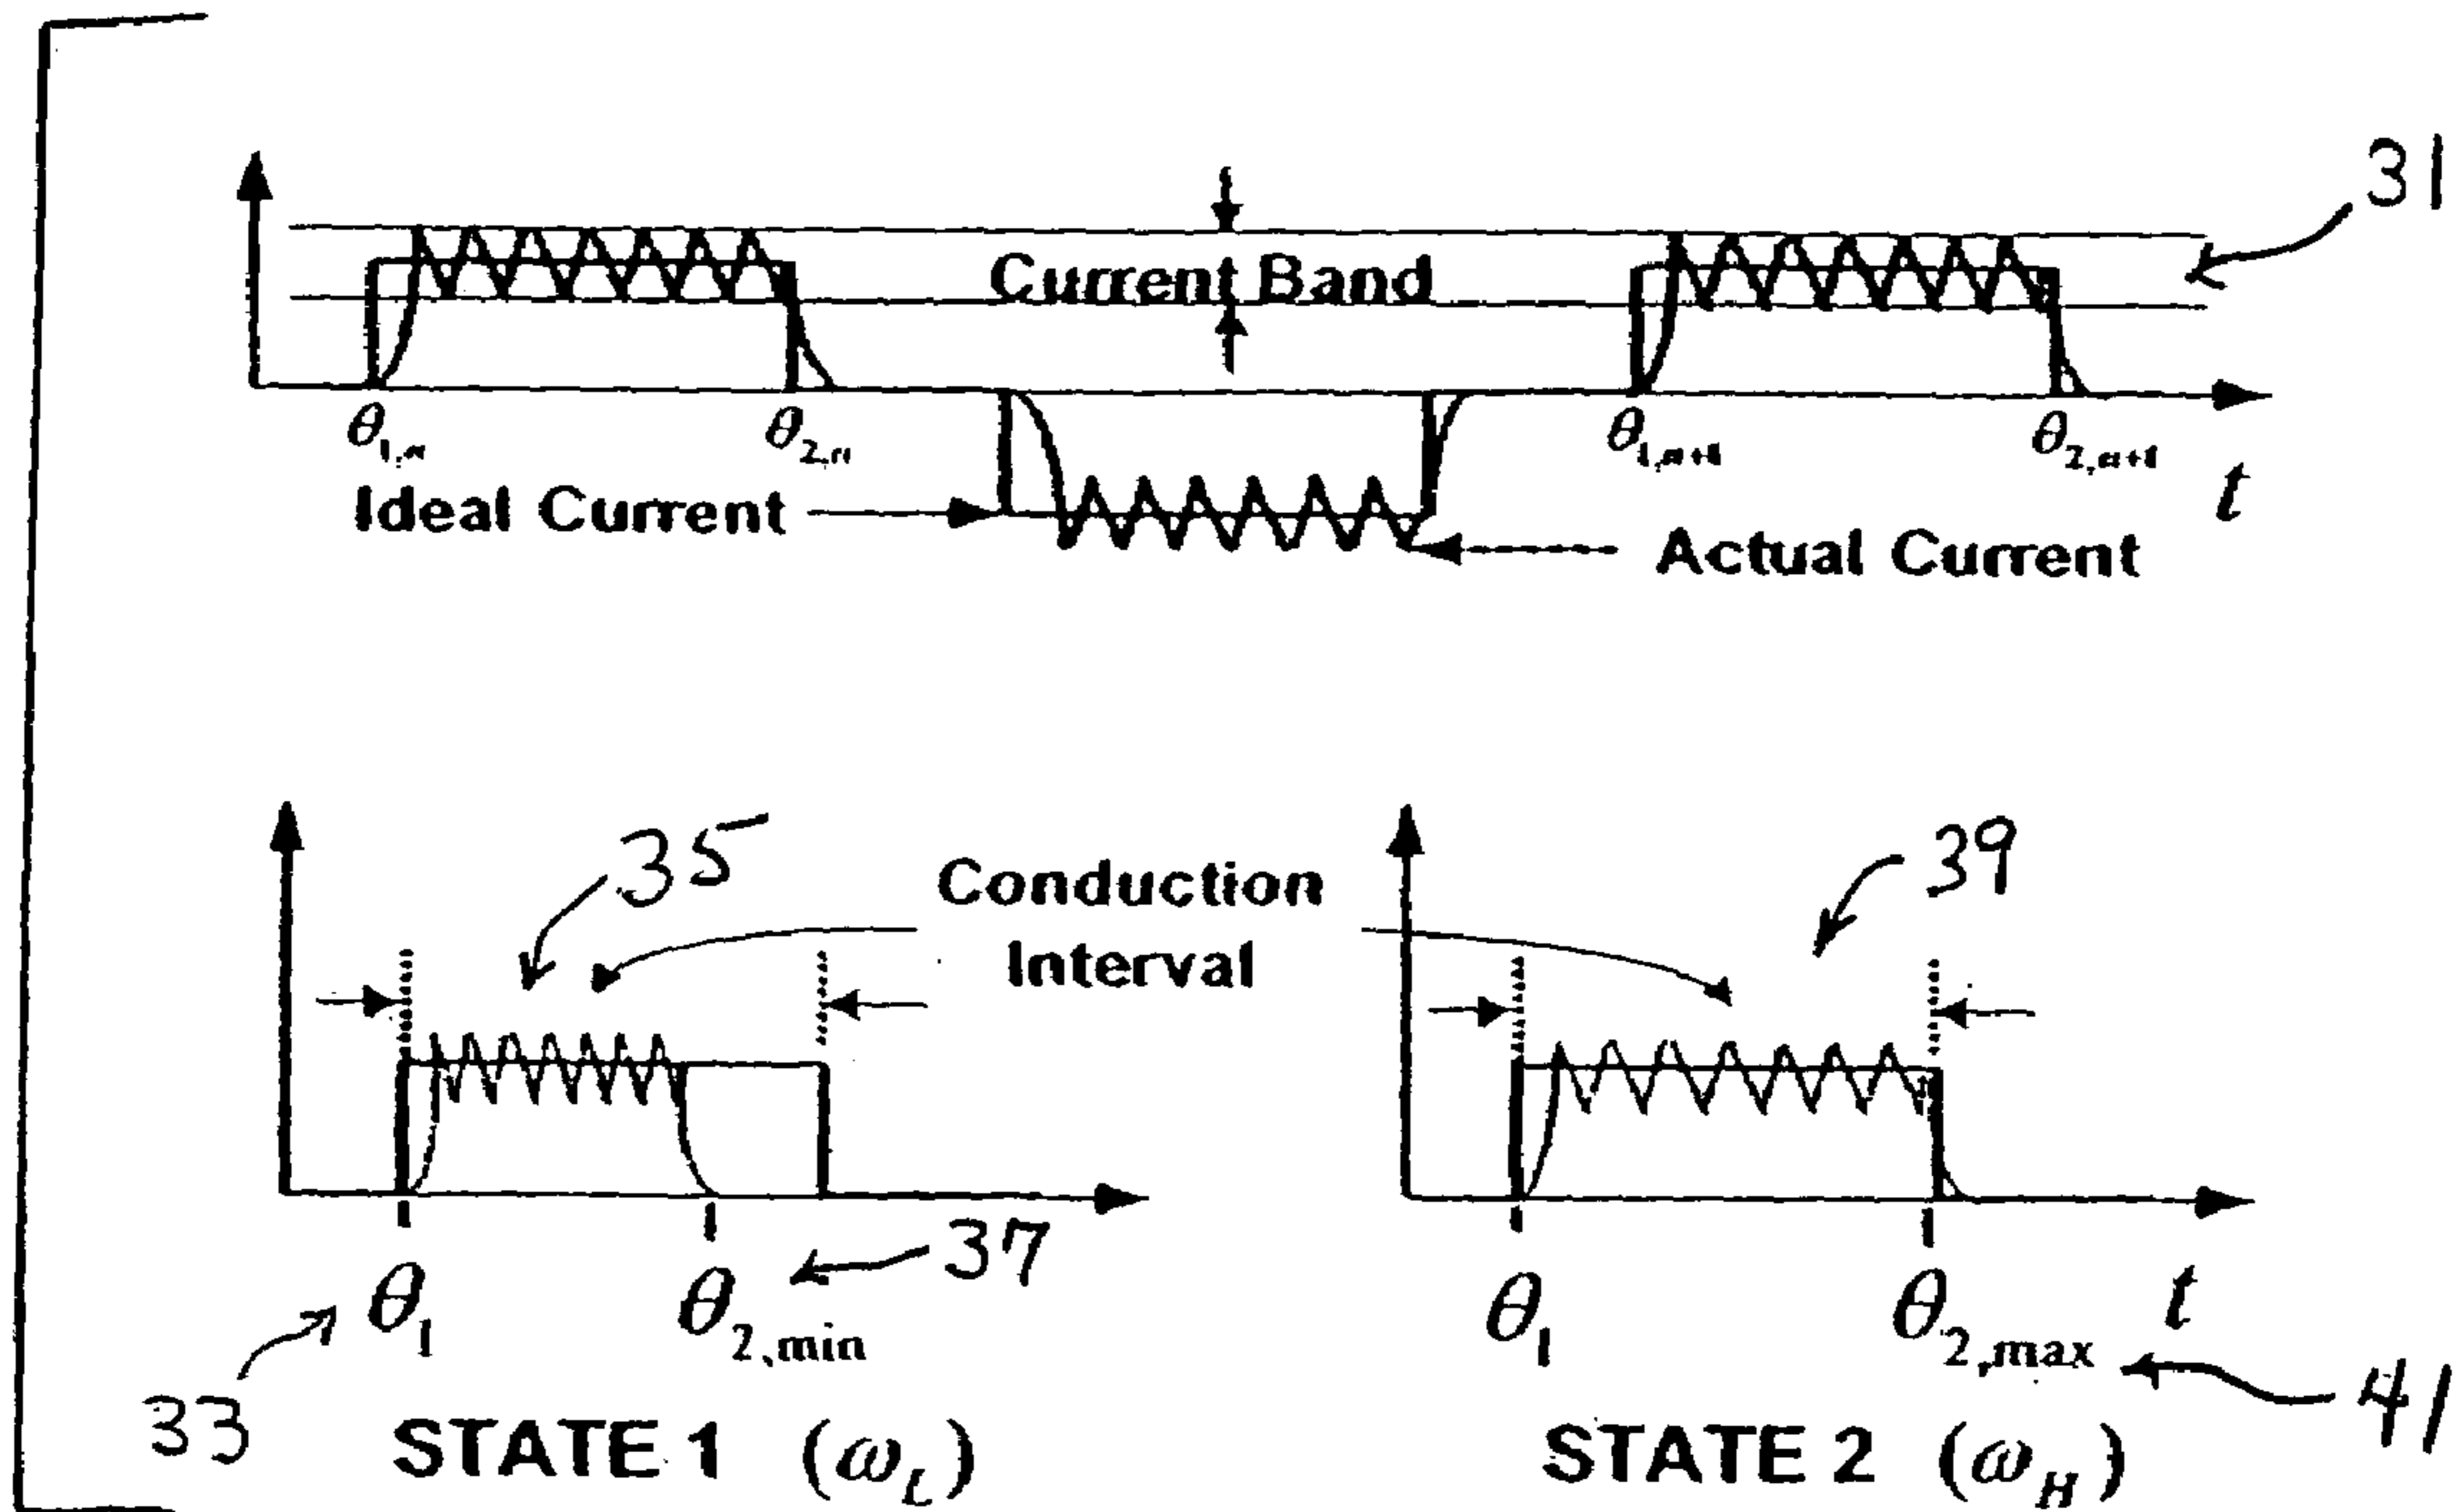 31
Current Band
θ1,n
θ2,n
θ1,n+1
θ2,n+1
t
Ideal Current
Actual Current
35
Conduction
Interval
39
37
θ1
θ2,min
θ1
θ2,max
t
33
41
STATE 1 (ωL)
STATE 2 (ωH)